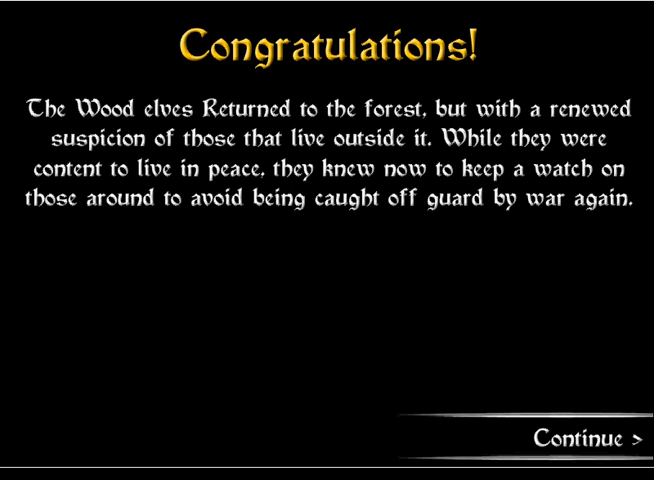 Congratulations!
The Wood elves Returned to the forest, but with a renewed
suspicion of those that live outside it. While they were
content to live in peace, they knew now to keep a watch on
those around to avoid being caught off guard by war again.
Continue >